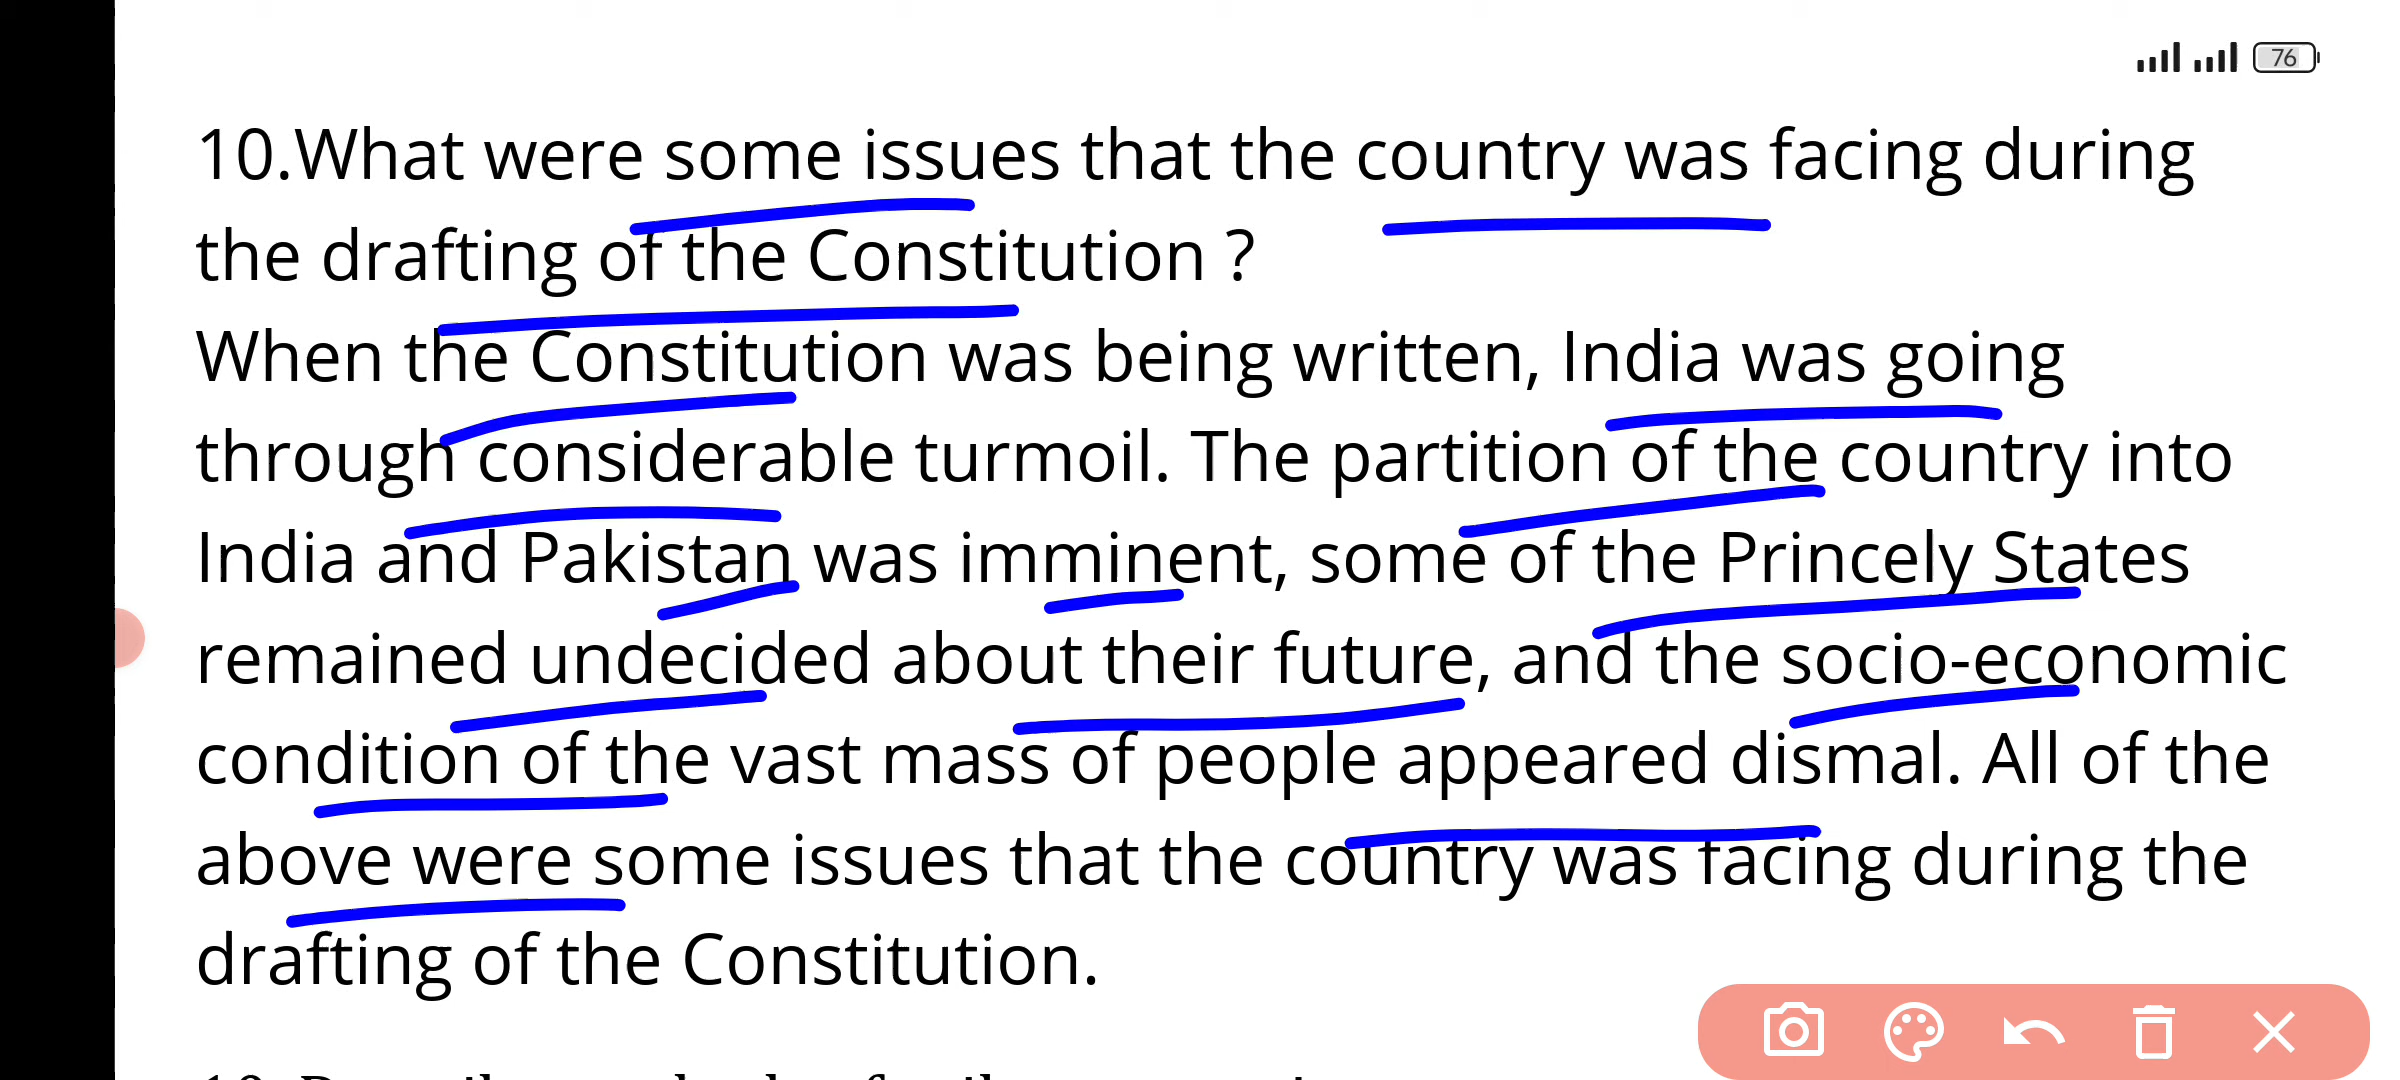 76
10.What were some issues that the country was facing during
the drafting of the Constitution ?
When the Constitution was being written, India was going
through considerable turmoil. The partition of the country into
India and Pakistan was imminent, some of the Princely States
remained undecided about their future, and the socio-economic
condition of the vast mass of people appeared dismal. All of the
above were some issues that the country was facing during the
drafting of the Constitution.